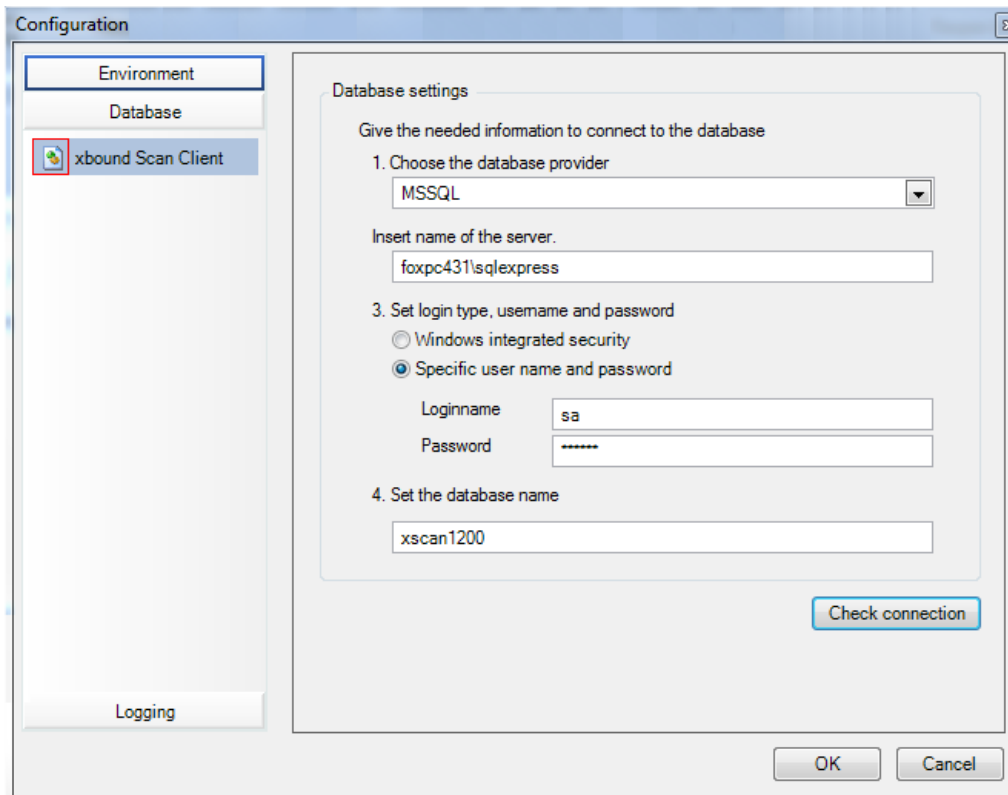 Configuration
Environment
Database
xbound Scan Client
Logging
Database settings
Give the needed information to connect to the database
1. Choose the database provider
MSSQL
Insert name of the server.
foxpc431\sqlexpress
3. Set login type, username and password
Windows integrated security
Specific user name and password
Loginname
sa
Password
******
4. Set the database name
xscan1200
Check connection
OK
Cancel